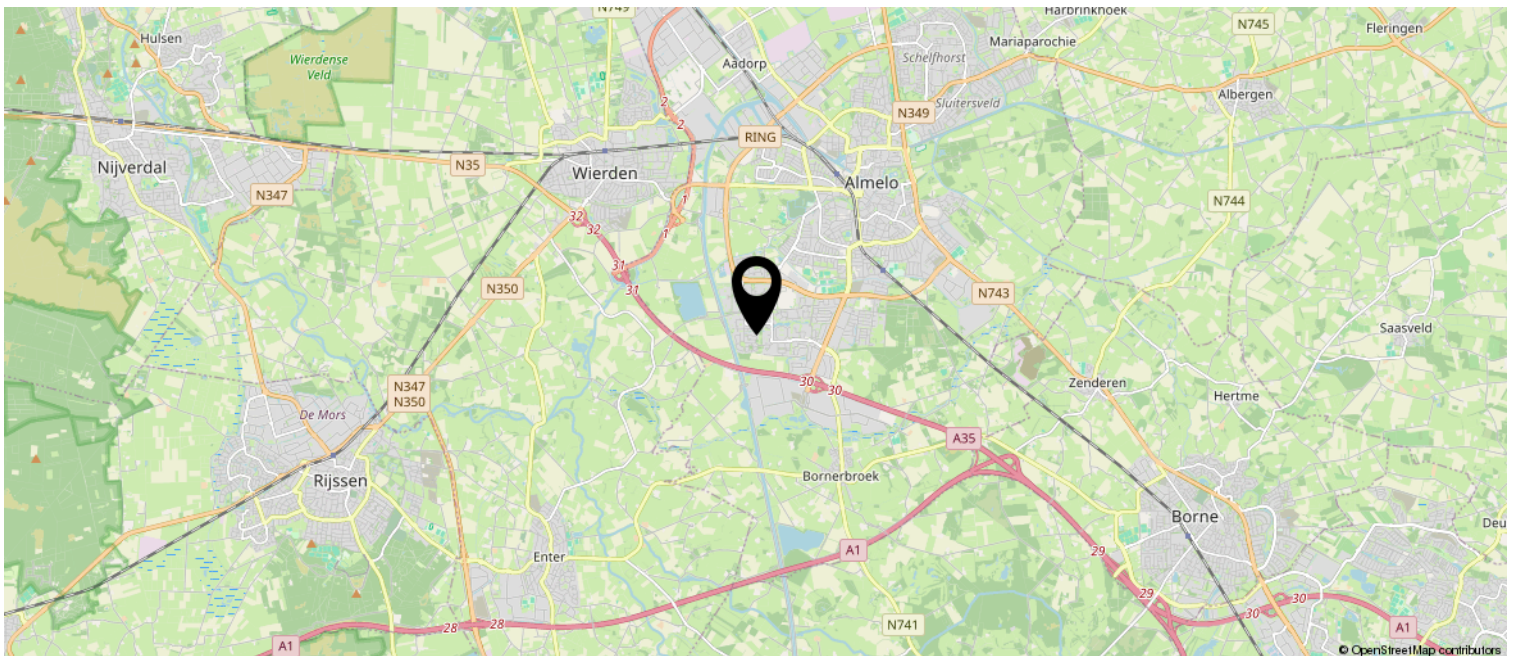 N749
Harbrinkhoek
N745
Fleringen
Hulsen
Mariaparochie
Wierdense
Veld
Aadorp
Schelfhorst
Albergen
2
2
N349
Sluitersveld
RING
Nijverdal
N35
Wierden
Almelo
N347
1
N744
32
32
1
31
31
N350
N743
Saasveld
N347
N350
30
30
Zenderen
Hertme
De Mors
A35
Rijssen
Bornerbroek
Borne
Deu
Enter
A1
29
29
28
28
N741
30
30
A1
A1
© OpenStreetMap contributors